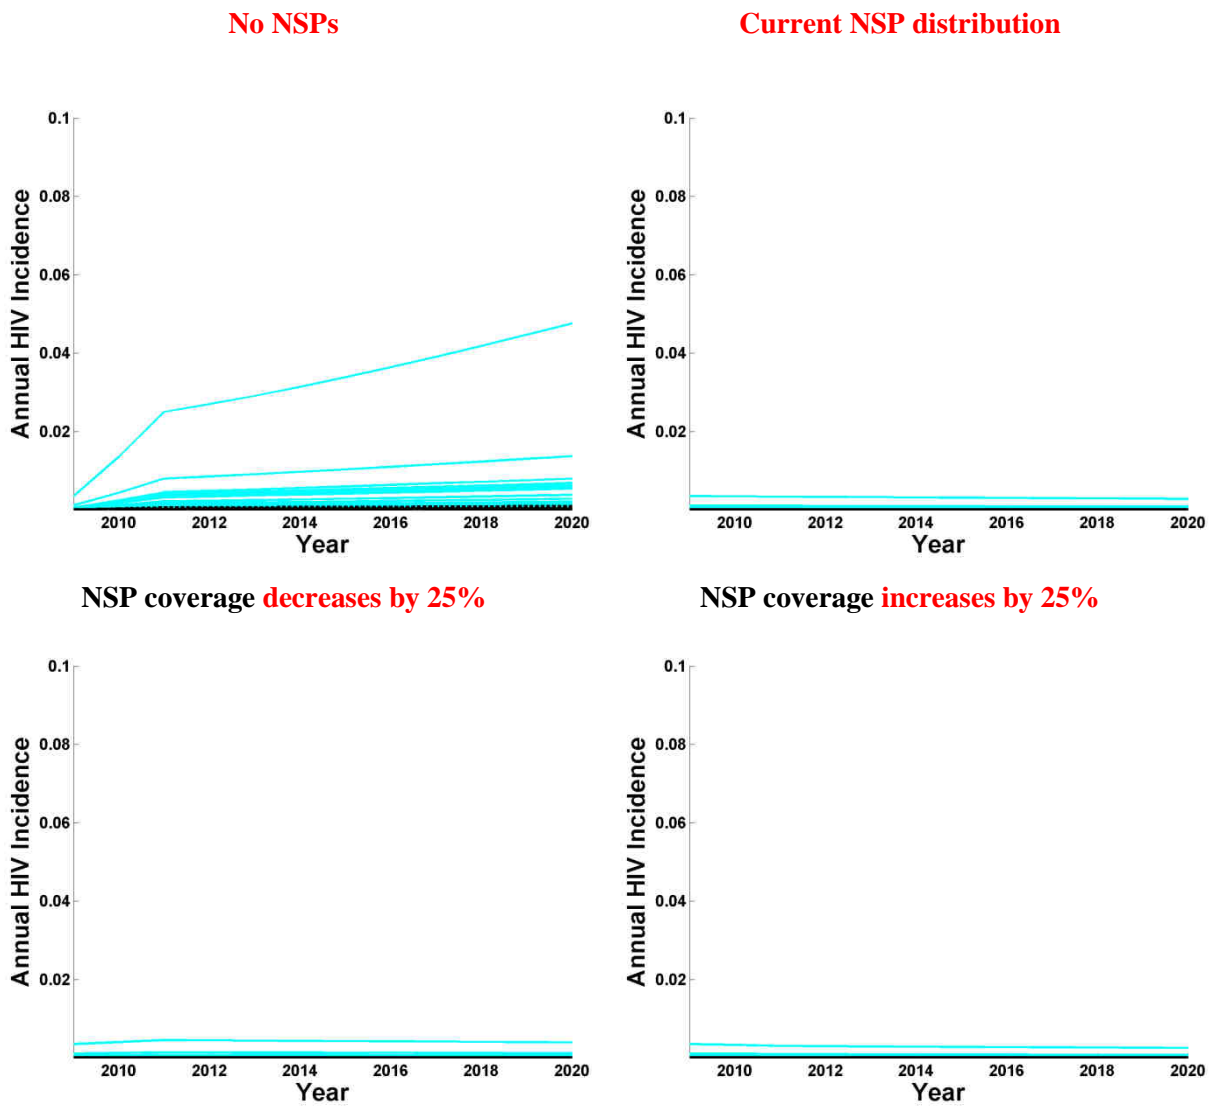 No NSPs
Current NSP distribution
0.1
0.08
0.06
0.04
0.02
Annual HIV Incidence
2010 2012 2014 2016 2018 2020
Year
0.1
0.08
0.06
0.04
0.02
Annual HIV Incidence
2010 2012 2014 2016 2018 2020
Year
NSP coverage decreases by 25%
NSP coverage increases by 25%
0.1
0.08
0.06
0.04
0.02
Annual HIV Incidence
2010 2012 2014 2016 2018 2020
Year
0.1
0.08
0.06
0.04
0.02
Annual HIV Incidence
2010 2012 2014 2016 2018 2020
Year